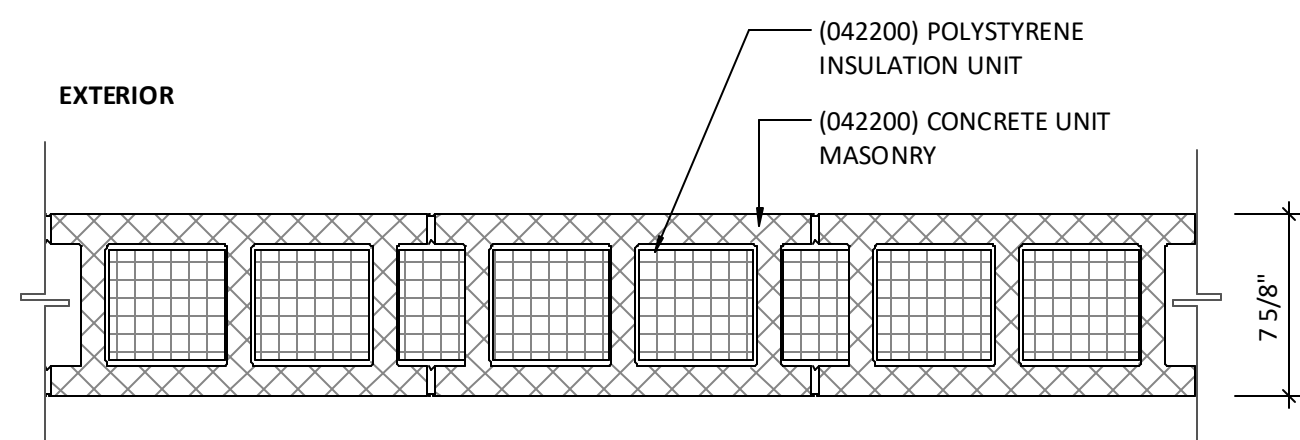 (042200) POLYSTYRENE
INSULATION UNIT
EXTERIOR
(042200) CONCRETE UNIT
MASONRY
7 5/8"